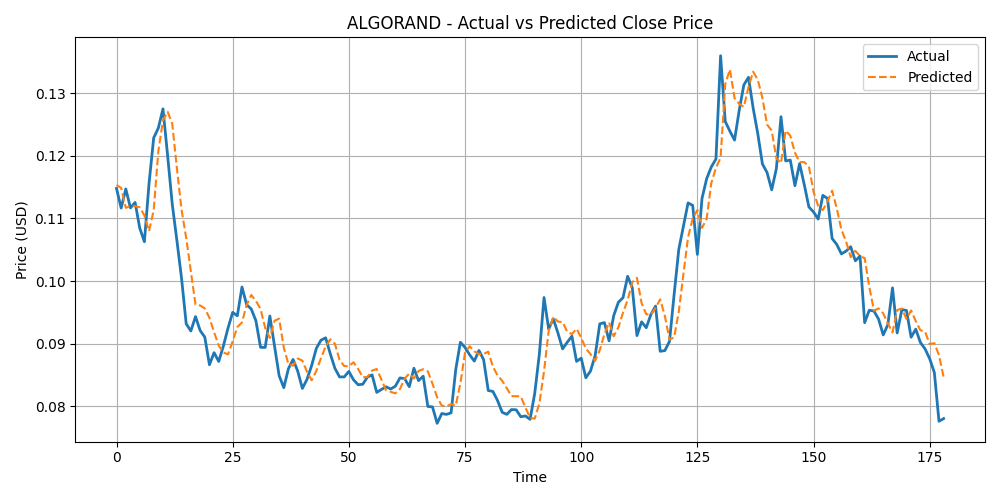 ALGORAND - Actual vs Predicted Close Price
Actual
Predicted
Price (USD)
0.13
0.12
0.11
0.10
0.09
0.08
0 25 50 75 100 125 150 175
Time